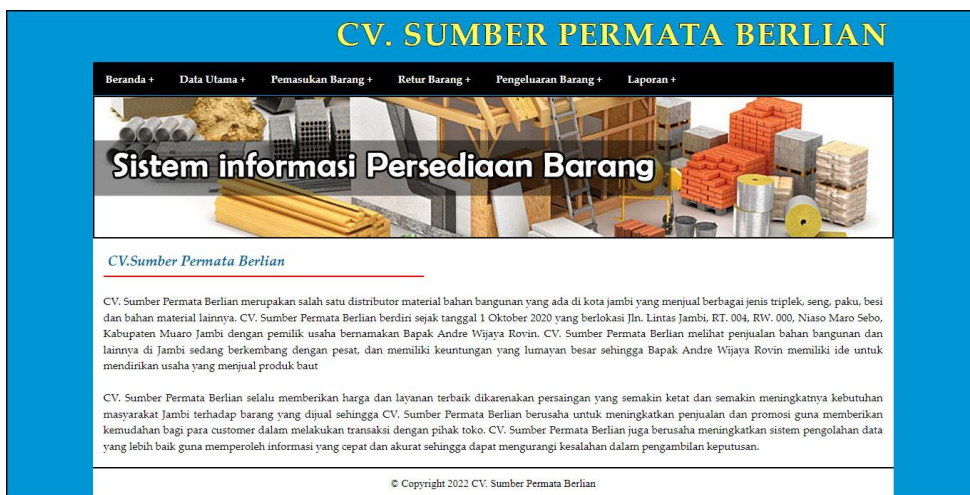 CV. SUMBER PERMATA BERLIAN
Beranda + Data Utama + Pemasukan Barang + Retur Barang + Pengeluaran Barang + Laporan +
Sistem informasi Persediaan Barang
CV.Sumber Permata Berlian
CV. Sumber Permata Berlian merupakan salah satu distributor material bahan bangunan yang ada di kota jambi yang menjual berbagai jenis triplek, seng, paku, besi
dan bahan material lainnya. CV. Sumber Permata Berlian berdiri sejak tanggal 1 Oktober 2020 yang berlokasi Jln. Lintas Jambi, RT. 004, RW. 000, Niaso Maro Sebo,
Kabupaten Muaro Jambi dengan pemilik usaha bernamakan Bapak Andre Wijaya Rovin. CV. Sumber Permata Berlian melihat penjualan bahan bangunan dan
lainnya di Jambi sedang berkembang dengan pesat, dan memiliki keuntungan yang lumayan besar sehingga Bapak Andre Wijaya Rovin memiliki ide untuk
mendirikan usaha yang menjual produk baut
CV. Sumber Permata Berlian selalu memberikan harga dan layanan terbaik dikarenakan persaingan yang semakin ketat dan semakin meningkatnya kebutuhan
masyarakat Jambi terhadap barang yang dijual sehingga CV. Sumber Permata Berlian berusaha untuk meningkatkan penjualan dan promosi guna memberikan
kemudahan bagi para customer dalam melakukan transaksi dengan pihak toko. CV. Sumber Permata Berlian juga berusaha meningkatkan sistem pengolahan data
yang lebih baik guna memperoleh informasi yang cepat dan akurat sehingga dapat mengurangi kesalahan dalam pengambilan keputusan.
© Copyright 2022 CV. Sumber Permata Berlian